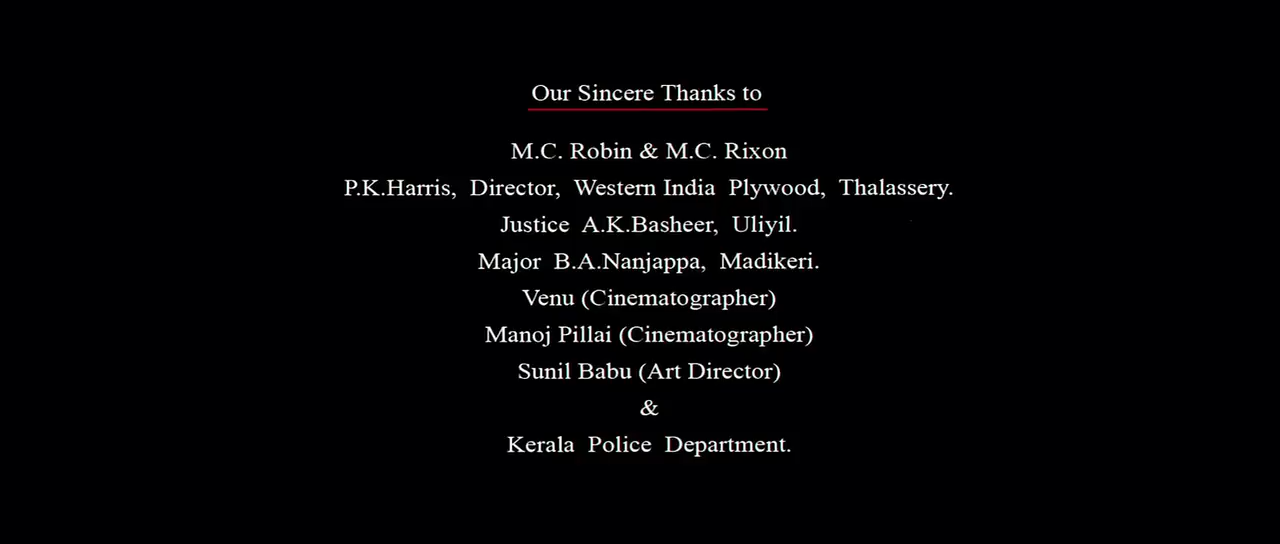 Our Sincere Thanks to
M.C. Robin & M.C. Rixon
P.K.Harris, Director, Western India Plywood, Thalassery.
Justice A.K.Basheer, Uliyil.
Major B.A.Nanjappa, Madikeri.
Venu (Cinematographer)
Manoj Pillai (Cinematographer)
Sunil Babu (Art Director)
&
Kerala Police Department.